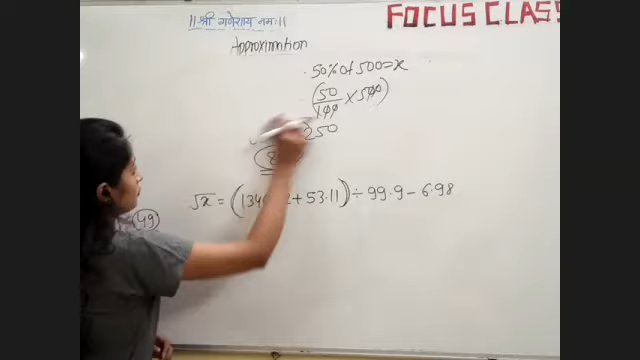 ॥ श्री गणेशाय नमः॥
FOCUS CLASS
Approximation
50% of 500 = x
(50/100 × 500)
250
√x = (134 + 53.11) ÷ 99.9 - 6.98
49